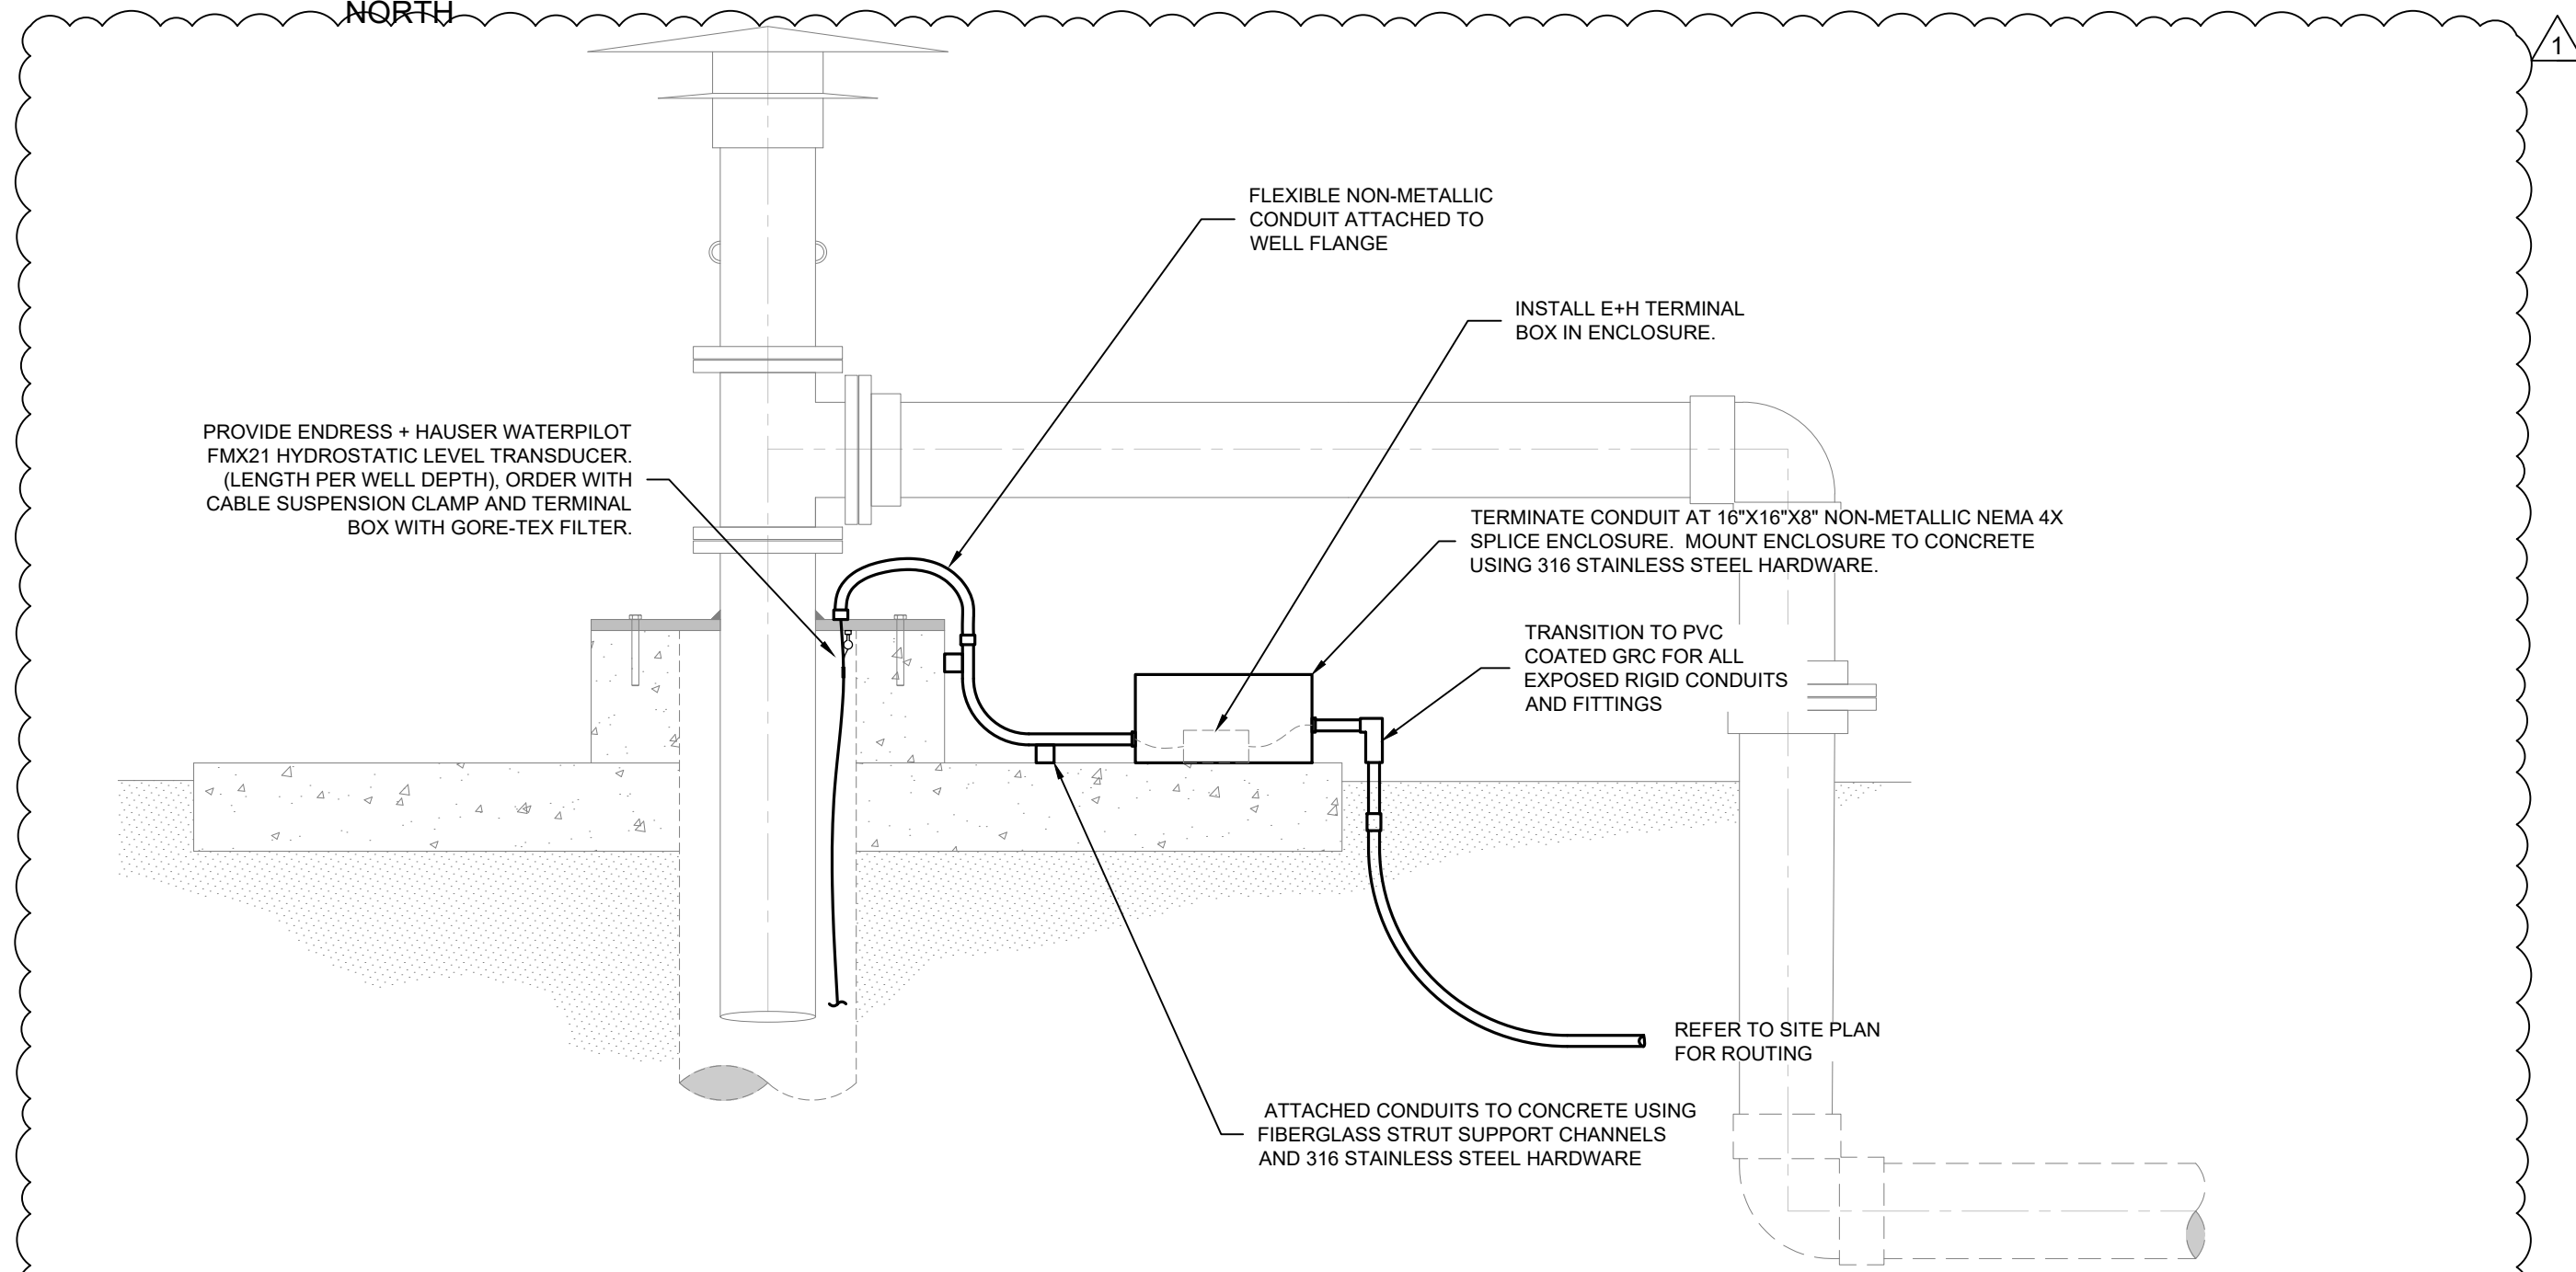 NORTH
1
FLEXIBLE NON-METALLIC
CONDUIT ATTACHED TO
WELL FLANGE
INSTALL E+H TERMINAL
BOX IN ENCLOSURE.
PROVIDE ENDRESS + HAUSER WATERPILOT
FMX21 HYDROSTATIC LEVEL TRANSDUCER.
(LENGTH PER WELL DEPTH), ORDER WITH
CABLE SUSPENSION CLAMP AND TERMINAL
BOX WITH GORE-TEX FILTER.
TERMINATE CONDUIT AT 16"X16"X8" NON-METALLIC NEMA 4X
SPLICE ENCLOSURE. MOUNT ENCLOSURE TO CONCRETE
USING 316 STAINLESS STEEL HARDWARE.
TRANSITION TO PVC
COATED GRC FOR ALL
EXPOSED RIGID CONDUITS
AND FITTINGS
REFER TO SITE PLAN
FOR ROUTING
ATTACHED CONDUITS TO CONCRETE USING
FIBERGLASS STRUT SUPPORT CHANNELS
AND 316 STAINLESS STEEL HARDWARE